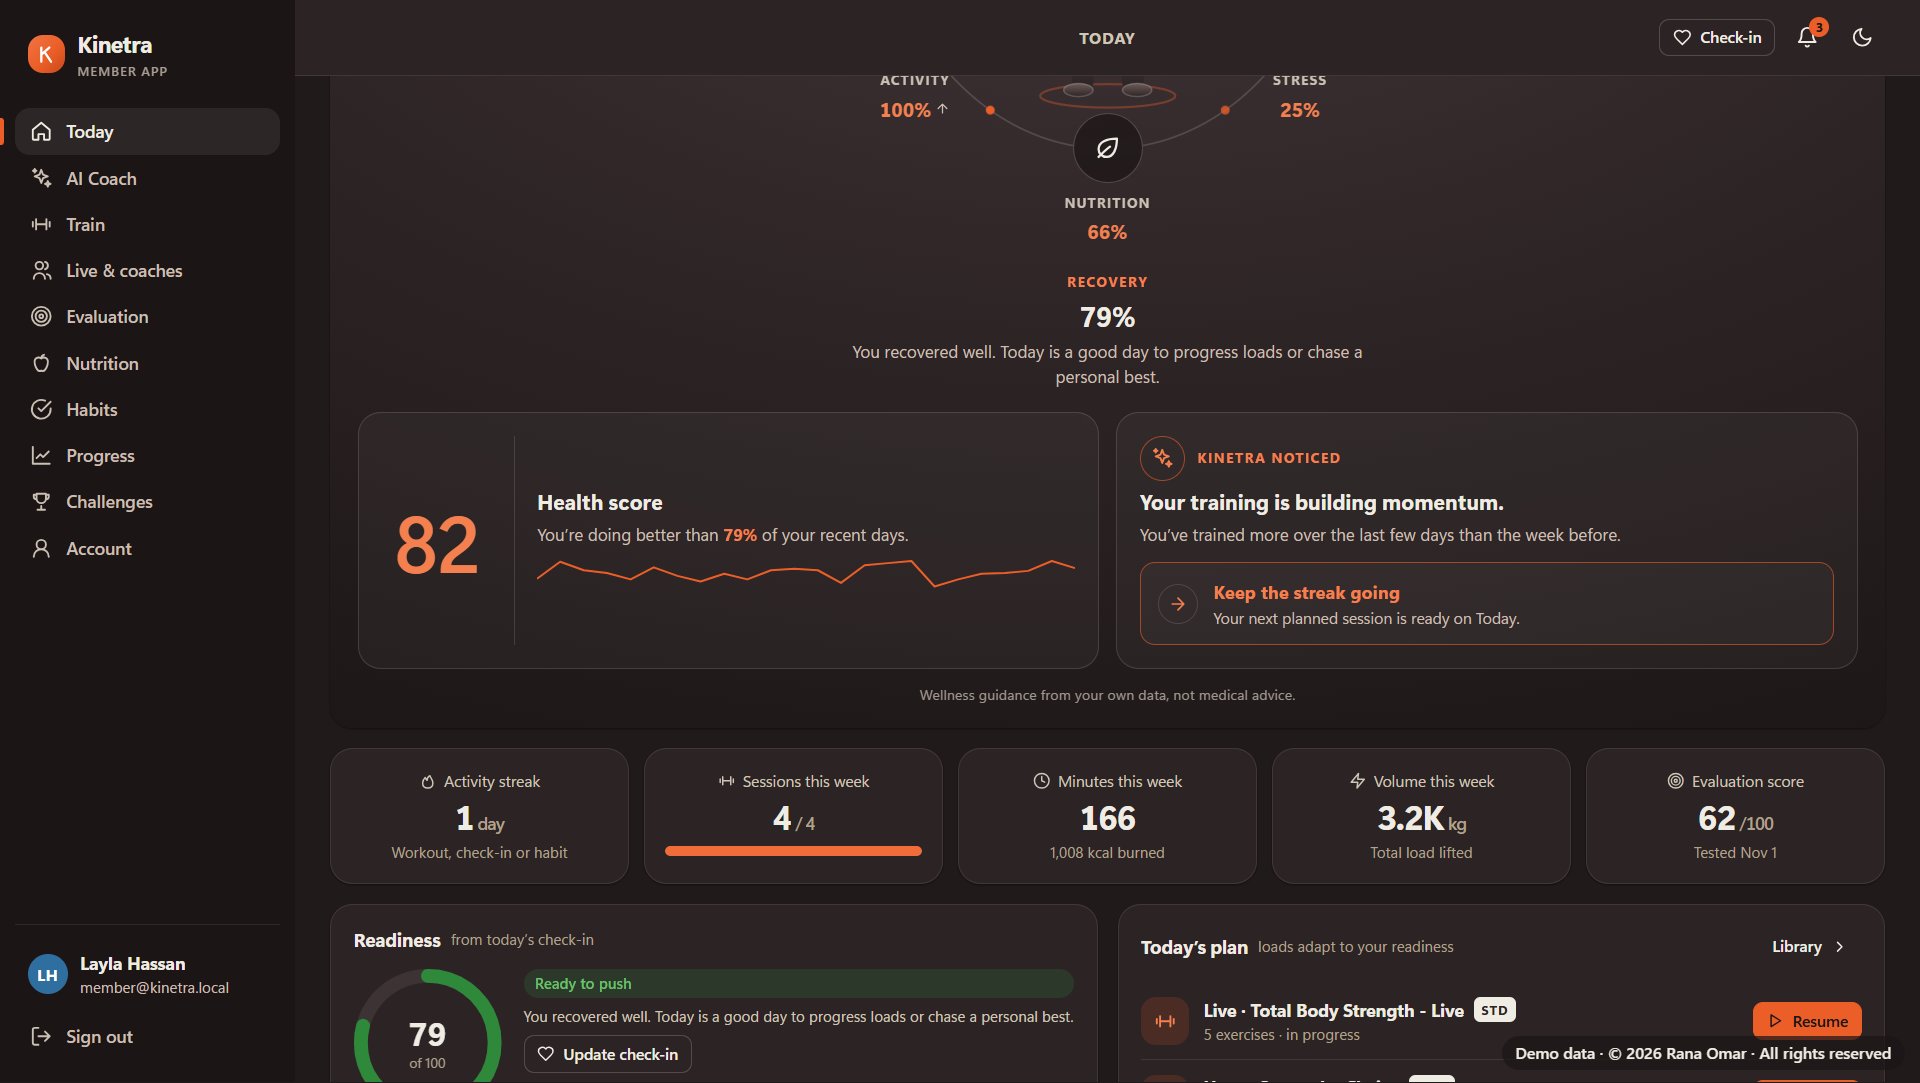 K
Kinetra
MEMBER APP
TODAY
Check-in
3
Today
AI Coach
Train
Live & coaches
Evaluation
Nutrition
Habits
Progress
Challenges
Account
LH
Layla Hassan
member@kinetra.local
Sign out
ACTIVITY
100%
STRESS
25%
NUTRITION
66%
RECOVERY
79%
You recovered well. Today is a good day to progress loads or chase a
personal best.
82
Health score
You’re doing better than 79% of your recent days.
KINETRA NOTICED
Your training is building momentum.
You’ve trained more over the last few days than the week before.
Keep the streak going
Your next planned session is ready on Today.
Wellness guidance from your own data, not medical advice.
Activity streak
1 day
Workout, check-in or habit
Sessions this week
4 / 4
Minutes this week
166
1,008 kcal burned
Volume this week
3.2K kg
Total load lifted
Evaluation score
62 /100
Tested Nov 1
Readiness from today’s check-in
79
of 100
Ready to push
You recovered well. Today is a good day to progress loads or chase a personal best.
Update check-in
Today’s plan loads adapt to your readiness
Library
Live · Total Body Strength - Live STD
5 exercises · in progress
Resume
Demo data · © 2026 Rana Omar · All rights reserved